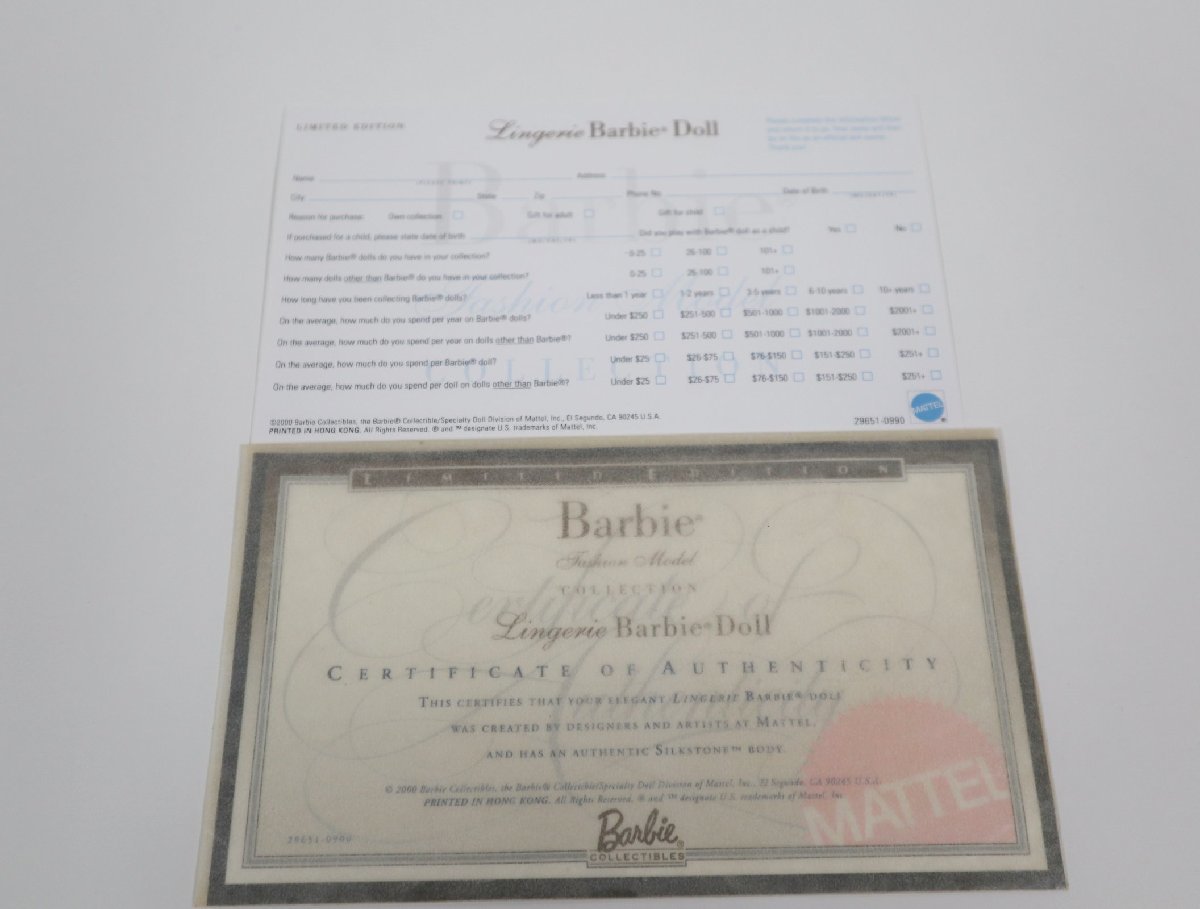 LIMITED EDITION
Lingerie Barbie® Doll
Barbie®
Fashion Model
COLLECTION
Name Address
(PLEASE PRINT)
City State Zip Phone No. Date of Birth
Reason for purchase: Own collection Gift for adult Gift for child
If purchased for a child, please state date of birth Did you play with Barbie® doll as a child? Yes No
How many Barbie® dolls do you have in your collection? 0-25 26-100 101+
How many dolls other than Barbie® do you have in your collection? 0-25 26-100 101+
How long have you been collecting Barbie® dolls? Less than 1 year 1-2 years 3-5 years 6-10 years 10+ years
On the average, how much do you spend per year on Barbie® dolls? Under $250 $251-500 $501-1000 $1001-2000 $2001+
On the average, how much do you spend per year on dolls other than Barbie®? Under $250 $251-500 $501-1000 $1001-2000 $2001+
On the average, how much do you spend per Barbie® doll? Under $25 $26-$75 $76-$150 $151-$250 $251+
On the average, how much do you spend per doll on dolls other than Barbie®? Under $25 $26-$75 $76-$150 $151-$250 $251+
©2000 Barbie Collectibles, the Barbie® Collectible/Specialty Doll Division of Mattel, Inc., El Segundo, CA 90245 U.S.A.
PRINTED IN HONG KONG. All Rights Reserved. ® and ™ designate U.S. trademarks of Mattel, Inc.
29651-0990
MATTEL
LIMITED EDITION
Barbie®
Fashion Model
COLLECTION
Certificate of
Authenticity
Lingerie Barbie® Doll
CERTIFICATE OF AUTHENTICITY
THIS CERTIFIES THAT YOUR ELEGANT LINGERIE BARBIE® DOLL
WAS CREATED BY DESIGNERS AND ARTISTS AT MATTEL,
AND HAS AN AUTHENTIC SILKSTONE™ BODY.
© 2000 Barbie Collectibles, the Barbie® Collectible/Specialty Doll Division of Mattel, Inc., El Segundo, CA 90245 U.S.A.
PRINTED IN HONG KONG. All Rights Reserved. ® and ™ designate U.S. trademarks of Mattel, Inc.
29651-0900
Barbie®
COLLECTIBLES
MATTEL